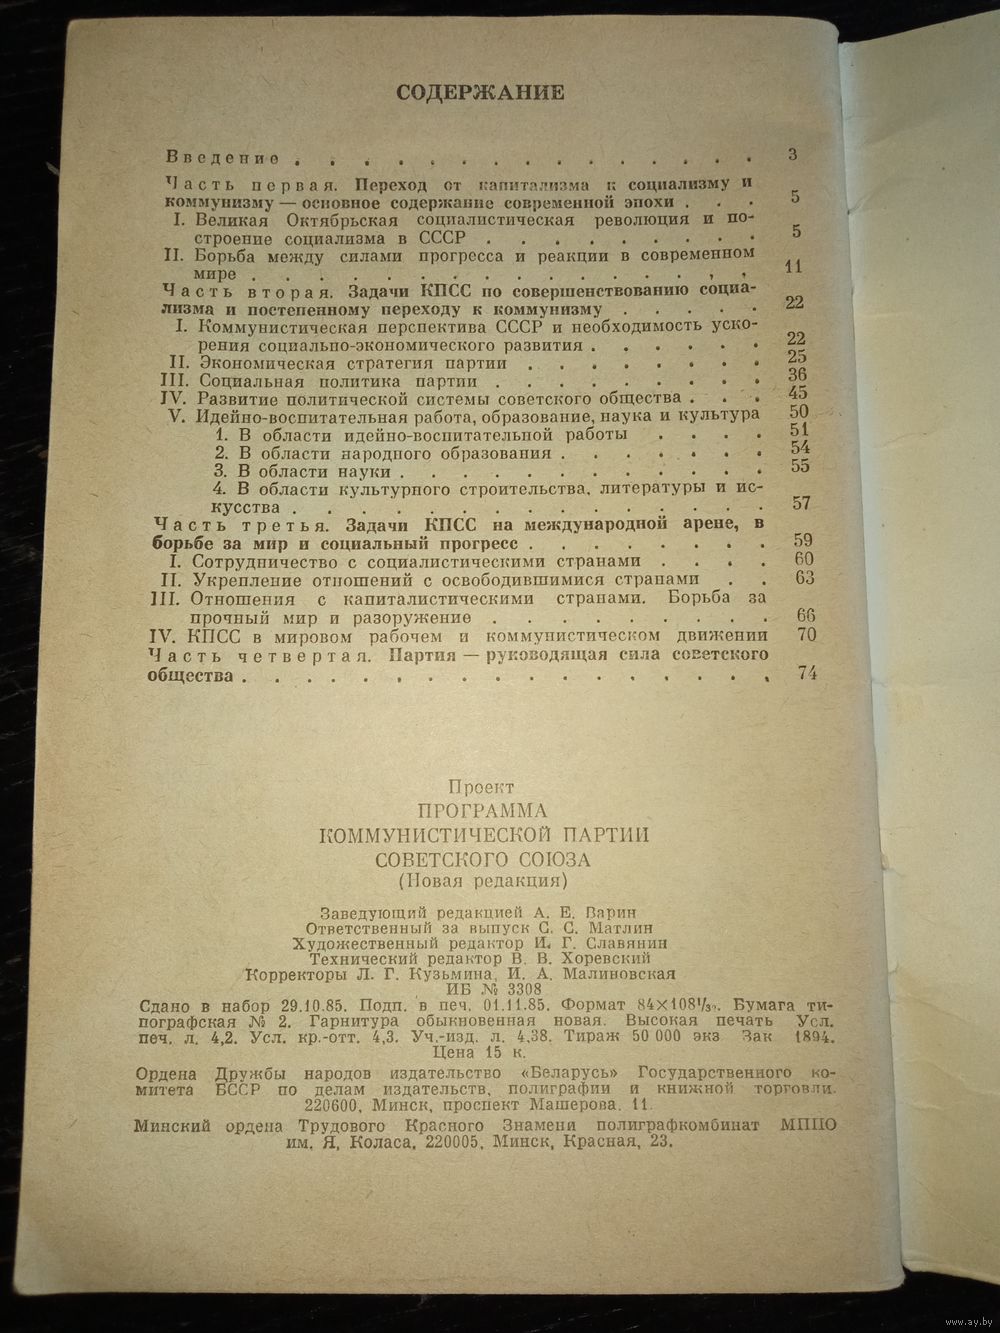 СОДЕРЖАНИЕ
Введение . . . . . . . . . . . . . . 3
Часть первая. Переход от капитализма к социализму и
коммунизму — основное содержание современной эпохи . . . 5
I. Великая Октябрьская социалистическая революция и по-
строение социализма в СССР . . . . . . . . 5
II. Борьба между силами прогресса и реакции в современном
мире . . . . . . . . . . . . . . . 11
Часть вторая. Задачи КПСС по совершенствованию социа-
лизма и постепенному переходу к коммунизму . . . . . 22
I. Коммунистическая перспектива СССР и необходимость уско-
рения социально-экономического развития . . . . . . 22
II. Экономическая стратегия партии . . . . . . . 25
III. Социальная политика партии . . . . . . . . 36
IV. Развитие политической системы советского общества . . . 45
V. Идейно-воспитательная работа, образование, наука и культура 50
1. В области идейно-воспитательной работы . . . . 51
2. В области народного образования . . . . . . 54
3. В области науки . . . . . . . . . . . 55
4. В области культурного строительства, литературы и ис-
кусства . . . . . . . . . . . . . . 57
Часть третья. Задачи КПСС на международной арене, в
борьбе за мир и социальный прогресс . . . . . . . 59
I. Сотрудничество с социалистическими странами . . . . 60
II. Укрепление отношений с освободившимися странами . . 63
III. Отношения с капиталистическими странами. Борьба за
прочный мир и разоружение . . . . . . . . 66
IV. КПСС в мировом рабочем и коммунистическом движении 70
Часть четвертая. Партия — руководящая сила советского
общества . . . . . . . . . . . . . . . . 74
Проект
ПРОГРАММА
КОММУНИСТИЧЕСКОЙ ПАРТИИ
СОВЕТСКОГО СОЮЗА
(Новая редакция)
Заведующий редакцией А. Е. Варин
Ответственный за выпуск С. С. Матлин
Художественный редактор И. Г. Славянин
Технический редактор В. В. Хоревский
Корректоры Л. Г. Кузьмина, И. А. Малиновская
ИБ № 3308
Сдано в набор 29.10.85. Подп. в печ. 01.11.85. Формат 84×108¹/₃₂. Бумага ти-
пографская № 2. Гарнитура обыкновенная новая. Высокая печать Усл.
печ. л. 4,2. Усл. кр.-отт. 4,3. Уч.-изд. л. 4,38. Тираж 50 000 экз Зак 1894.
Цена 15 к.
Ордена Дружбы народов издательство «Беларусь» Государственного ко-
митета БССР по делам издательств, полиграфии и книжной торговли.
220600, Минск, проспект Машерова, 11.
Минский ордена Трудового Красного Знамени полиграфкомбинат МППО
им. Я. Коласа, 220005, Минск, Красная, 23.
www.ay.by